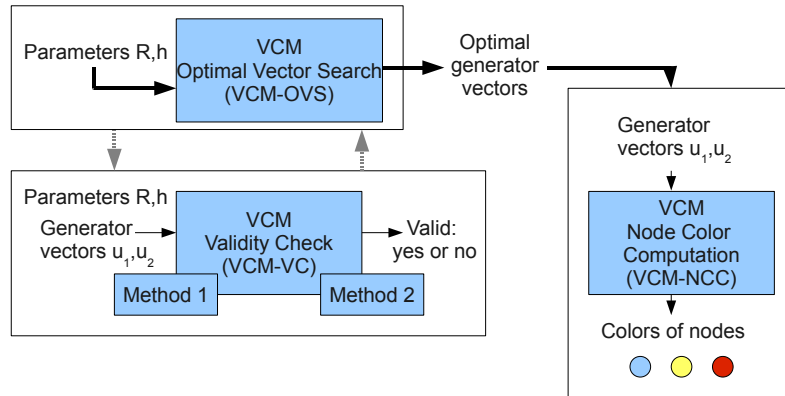 Parameters R,h
VCM
Optimal Vector Search
(VCM-OVS)
Optimal
generator
vectors
Parameters R,h
Generator
vectors u1,u2
VCM
Validity Check
(VCM-VC)
Valid:
yes or no
Method 1
Method 2
Generator
vectors u1,u2
VCM
Node Color
Computation
(VCM-NCC)
Colors of nodes